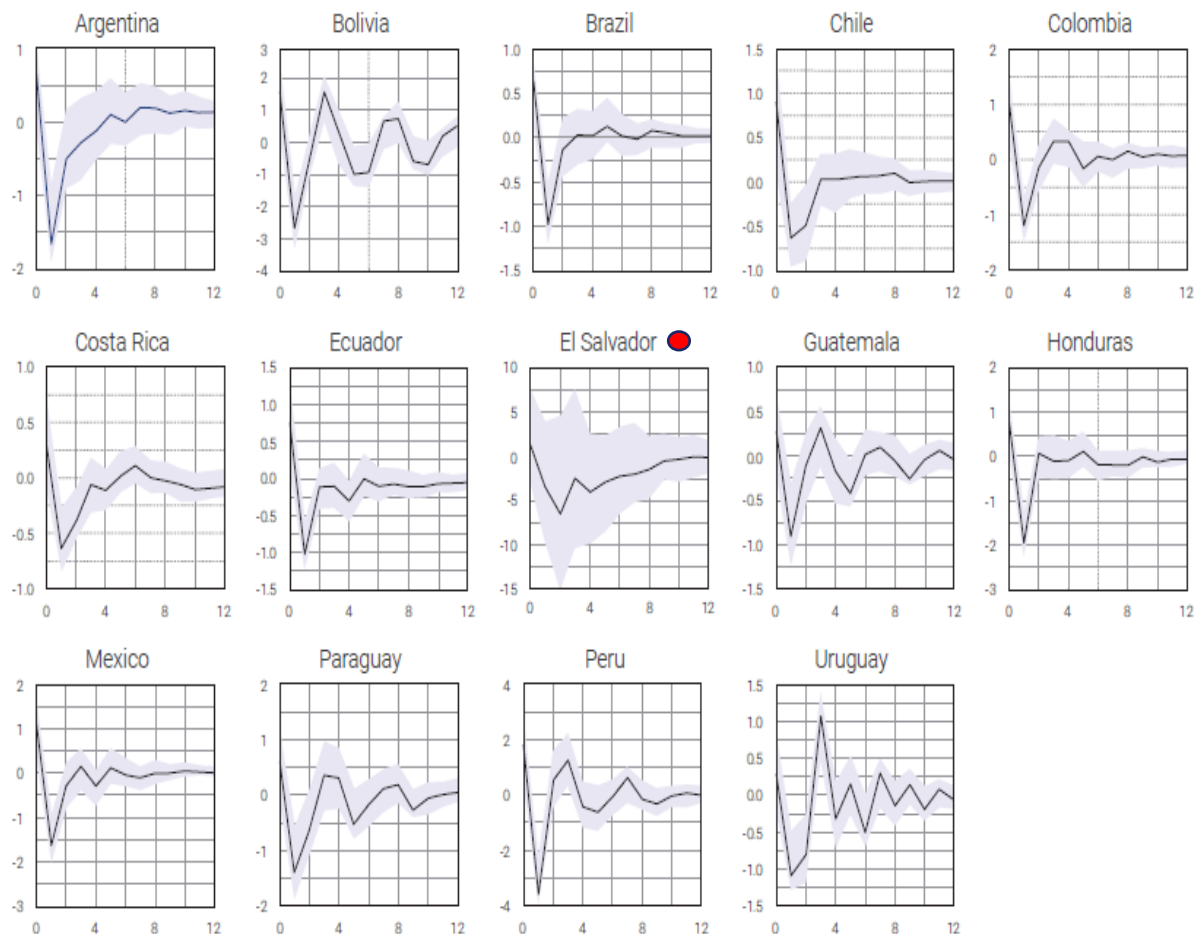 Argentina Bolivia Brazil Chile Colombia
1 3 1.0 1.5 2
2 1.0
0 1 0.5 0.5 1
0 0.0 0.0 0
-1 -1 -0.5 -0.5 -1
-2 -1.0
-3
-2 -4 -1.5 -1.0 -2
0 4 8 12 0 4 8 12 0 4 8 12 0 4 8 12 0 4 8 12
Costa Rica Ecuador El Salvador Guatemala Honduras
1.0 1.5 10 1.0 2
1.0
0.5 0.5 5 0.5 1
0.0 0.0 0 0.0 0
-5 -0.5 -1
-0.5 -0.5
-1.0 -10 -1.0 -2
-1.0 -1.5 -15 -1.5 -3
0 4 8 12 0 4 8 12 0 4 8 12 0 4 8 12 0 4 8 12
Mexico Paraguay Peru Uruguay
2 2 4 1.5
1.0
1 1 2 0.5
0 0 0 0.0
-1 -0.5
-2 -1 -2 -1.0
-3 -2 -4 -1.5
0 4 8 12 0 4 8 12 0 4 8 12 0 4 8 12